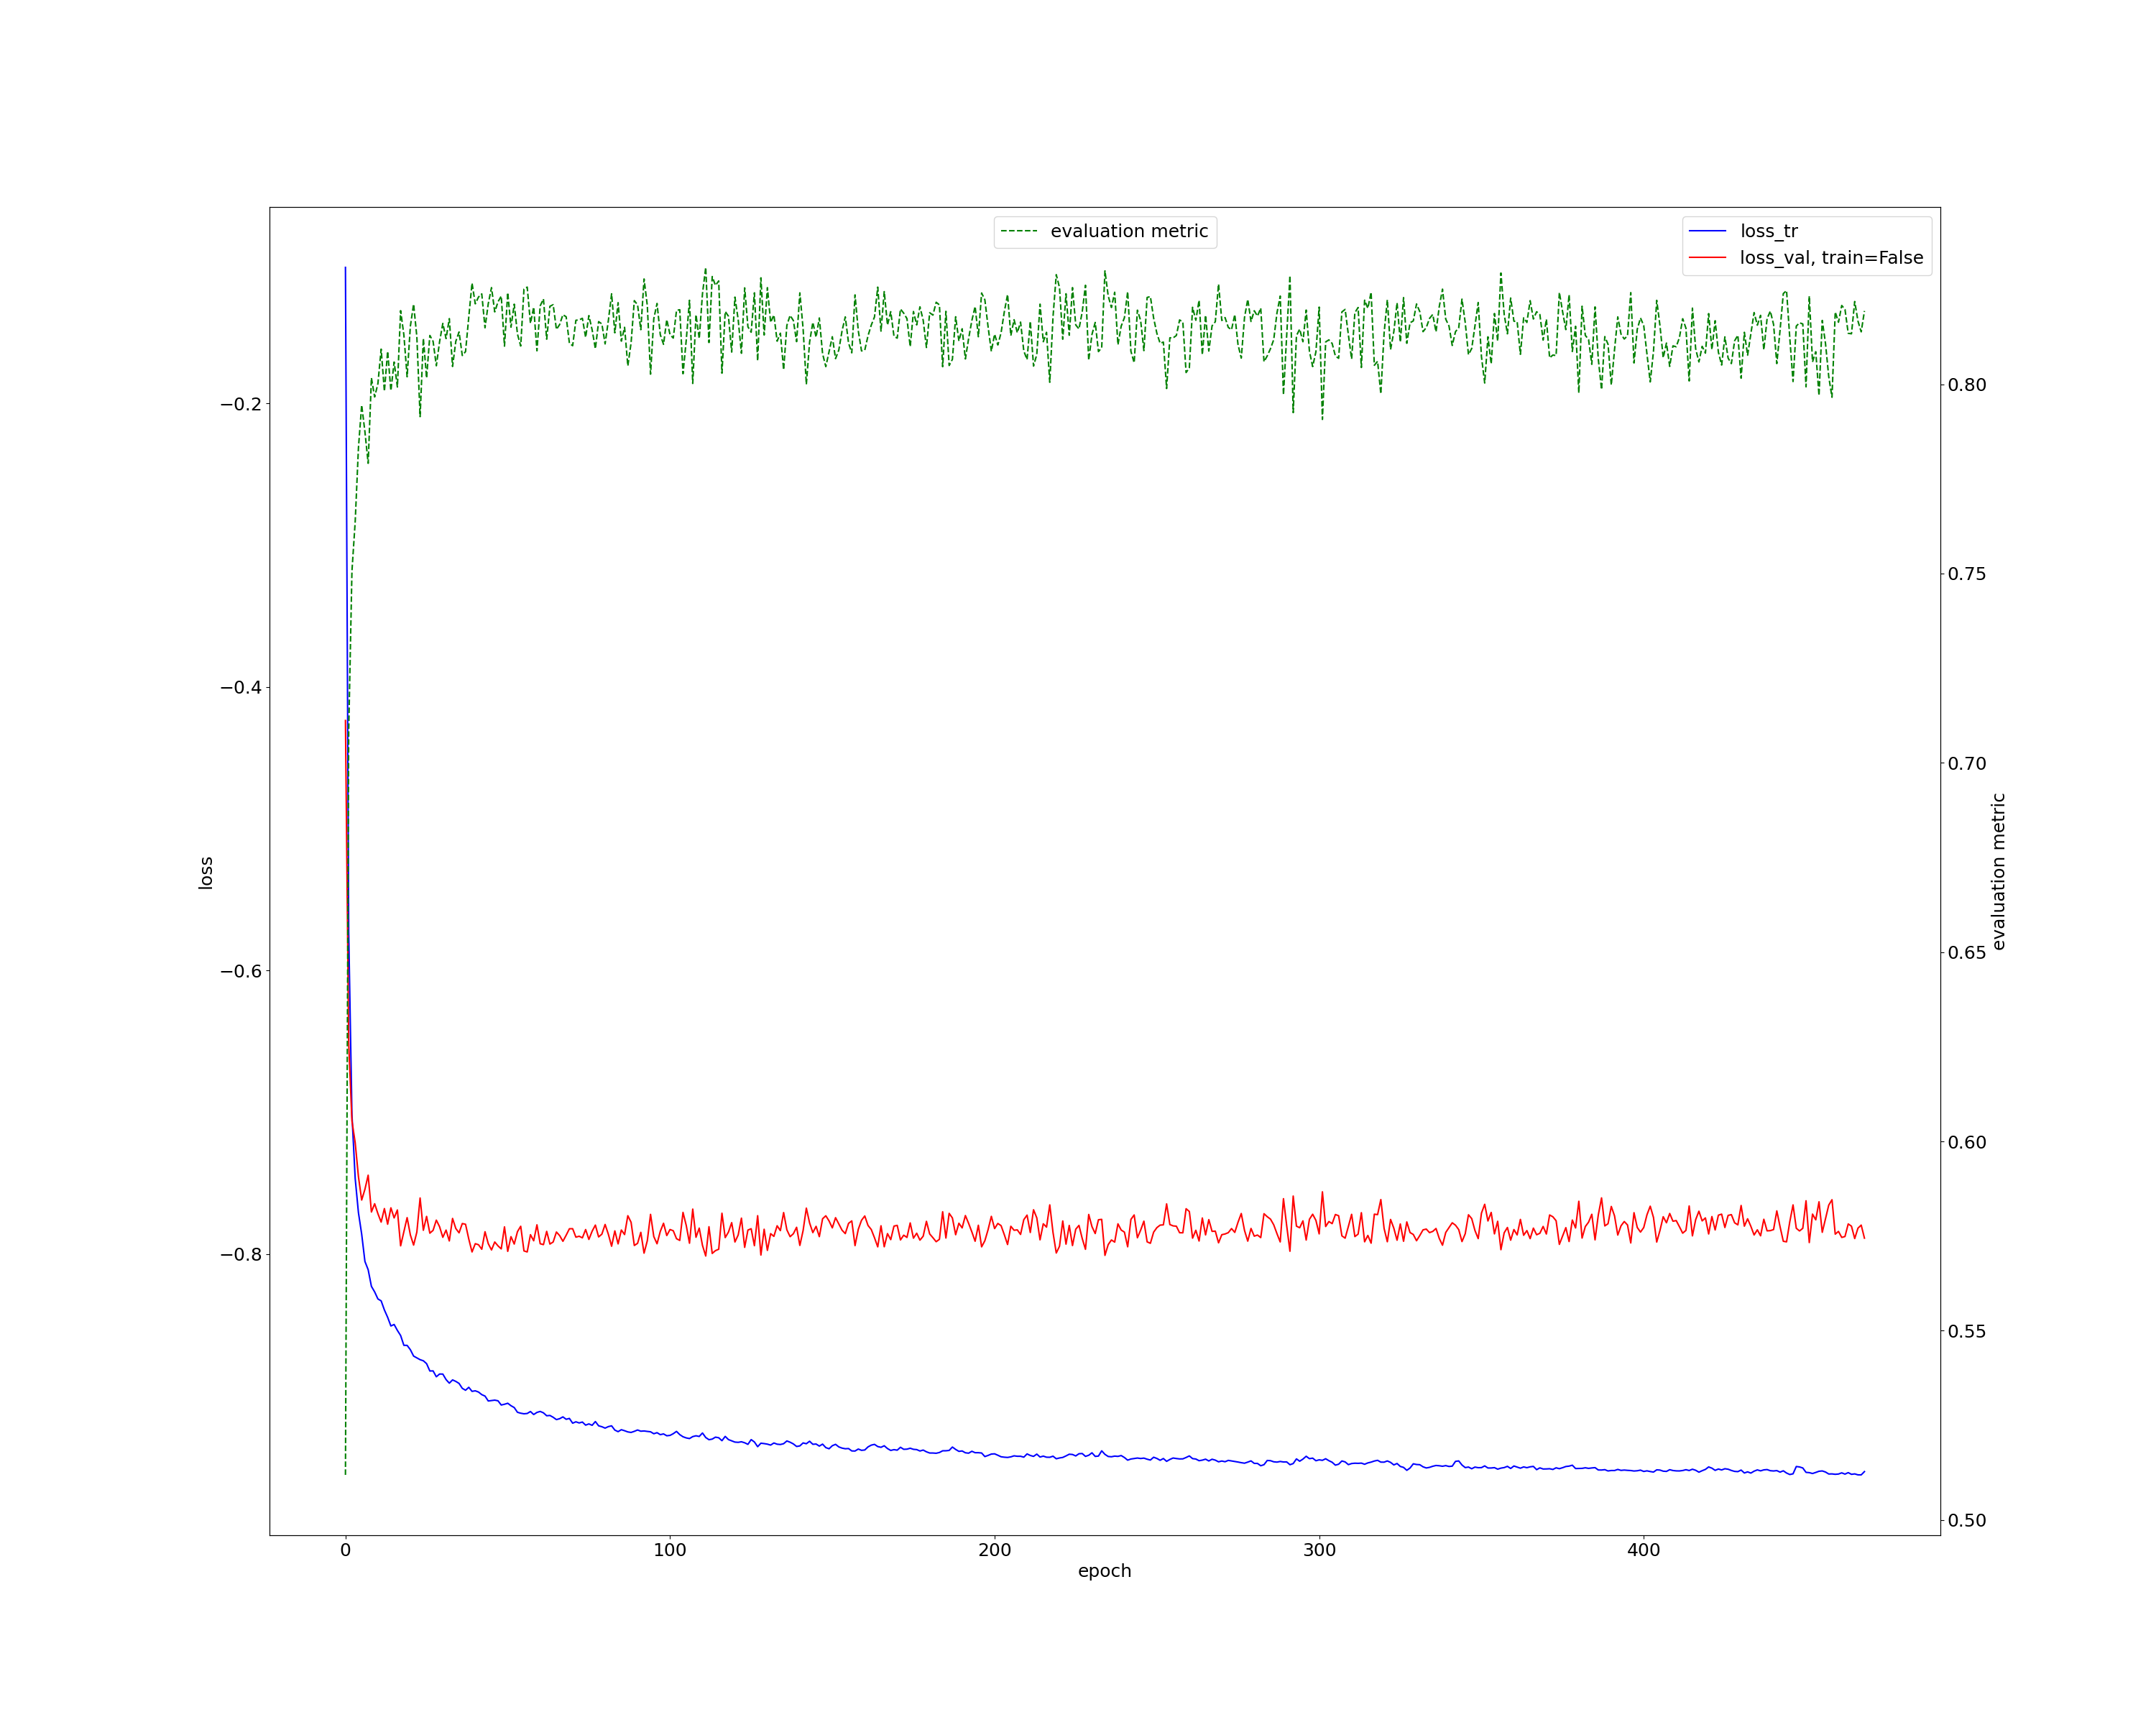 evaluation metric
loss_tr
loss_val, train=False
−0.2
−0.4
−0.6
−0.8
loss
0.80
0.75
0.70
0.65
0.60
0.55
0.50
evaluation metric
0 100 200 300 400
epoch